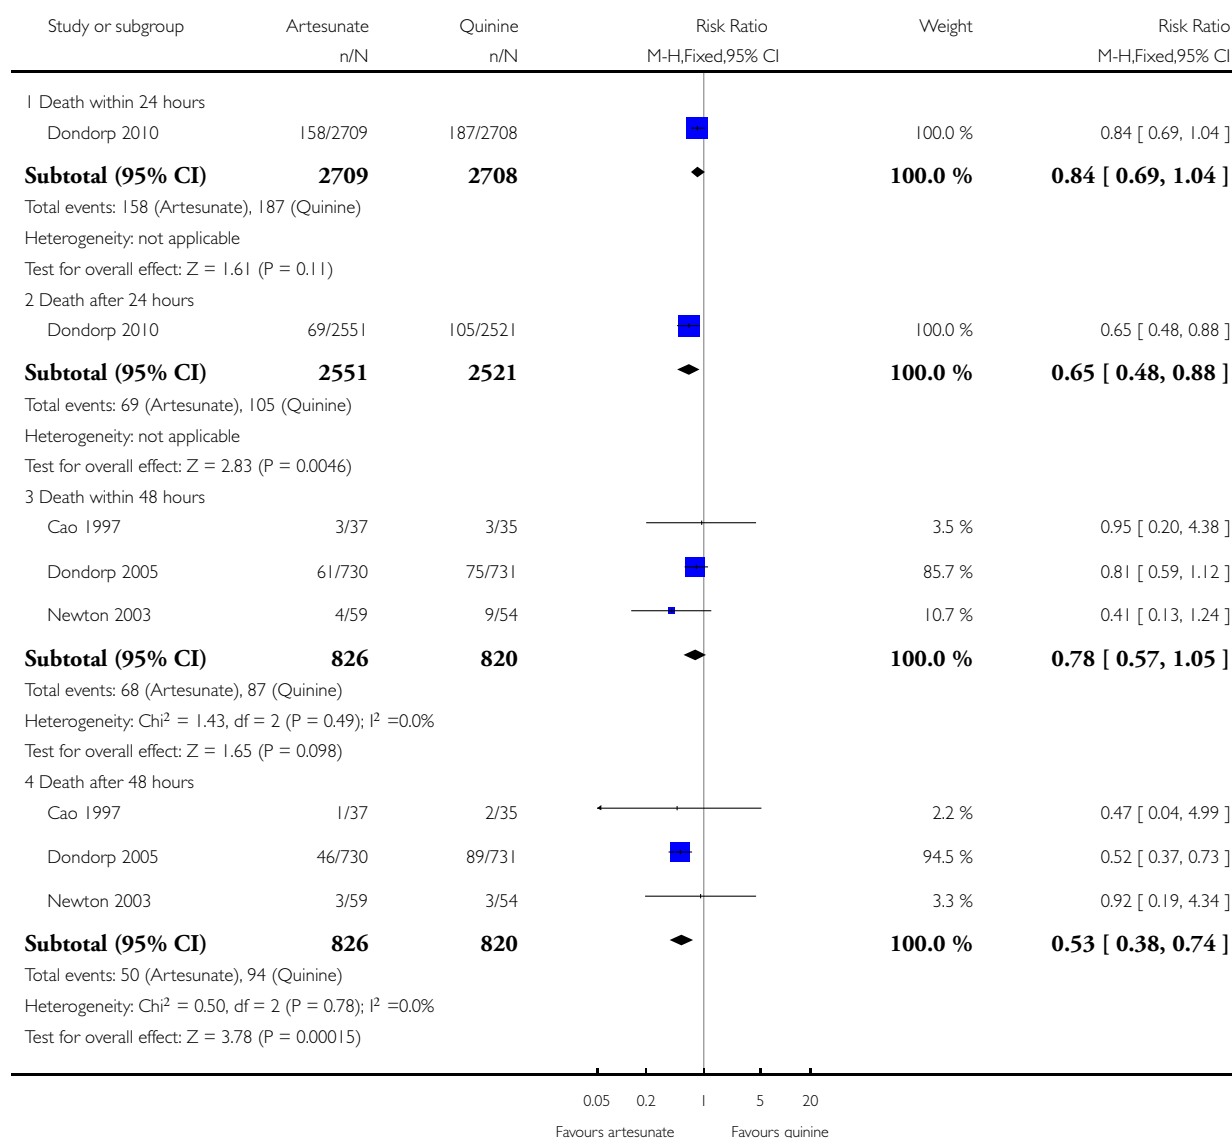 Study or subgroup Artesunate Quinine Risk Ratio Weight Risk Ratio
n/N n/N M-H,Fixed,95% CI M-H,Fixed,95% CI
1 Death within 24 hours
Dondorp 2010 158/2709 187/2708 100.0 % 0.84 [ 0.69, 1.04 ]
Subtotal (95% CI) 2709 2708 100.0 % 0.84 [ 0.69, 1.04 ]
Total events: 158 (Artesunate), 187 (Quinine)
Heterogeneity: not applicable
Test for overall effect: Z = 1.61 (P = 0.11)
2 Death after 24 hours
Dondorp 2010 69/2551 105/2521 100.0 % 0.65 [ 0.48, 0.88 ]
Subtotal (95% CI) 2551 2521 100.0 % 0.65 [ 0.48, 0.88 ]
Total events: 69 (Artesunate), 105 (Quinine)
Heterogeneity: not applicable
Test for overall effect: Z = 2.83 (P = 0.0046)
3 Death within 48 hours
Cao 1997 3/37 3/35 3.5 % 0.95 [ 0.20, 4.38 ]
Dondorp 2005 61/730 75/731 85.7 % 0.81 [ 0.59, 1.12 ]
Newton 2003 4/59 9/54 10.7 % 0.41 [ 0.13, 1.24 ]
Subtotal (95% CI) 826 820 100.0 % 0.78 [ 0.57, 1.05 ]
Total events: 68 (Artesunate), 87 (Quinine)
Heterogeneity: Chi² = 1.43, df = 2 (P = 0.49); I² =0.0%
Test for overall effect: Z = 1.65 (P = 0.098)
4 Death after 48 hours
Cao 1997 1/37 2/35 2.2 % 0.47 [ 0.04, 4.99 ]
Dondorp 2005 46/730 89/731 94.5 % 0.52 [ 0.37, 0.73 ]
Newton 2003 3/59 3/54 3.3 % 0.92 [ 0.19, 4.34 ]
Subtotal (95% CI) 826 820 100.0 % 0.53 [ 0.38, 0.74 ]
Total events: 50 (Artesunate), 94 (Quinine)
Heterogeneity: Chi² = 0.50, df = 2 (P = 0.78); I² =0.0%
Test for overall effect: Z = 3.78 (P = 0.00015)
0.05 0.2 1 5 20
Favours artesunate Favours quinine